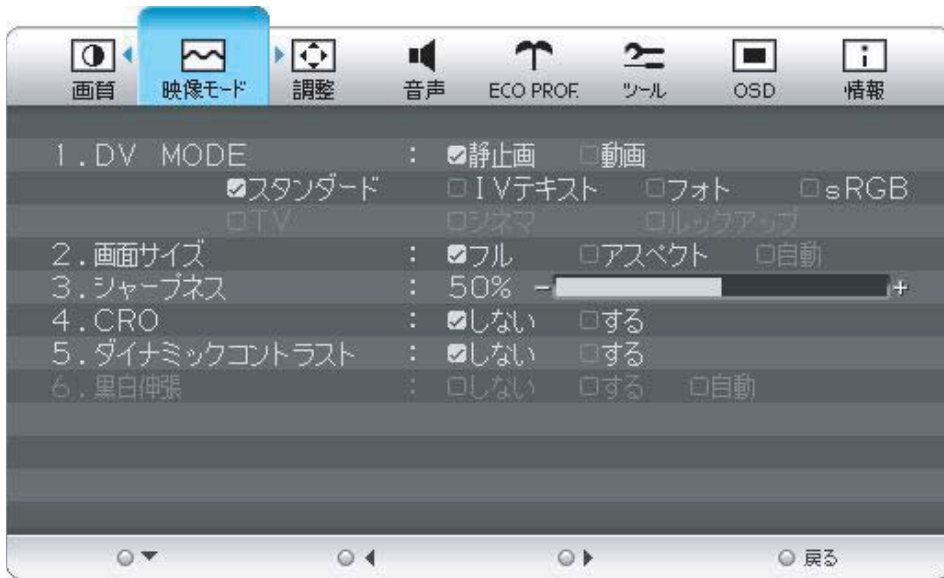 画質 映像モード 調整 音声 ECO PROF. ツール OSD 情報
1.DV MODE : 静止画 動画
スタンダード IVテキスト フォト sRGB
TV シネマ ルックアップ
2.画面サイズ : フル アスペクト 自動
3.シャープネス : 50% - +
4.CRO : しない する
5.ダイナミックコントラスト : しない する
6.黒白伸張 : しない する 自動
戻る